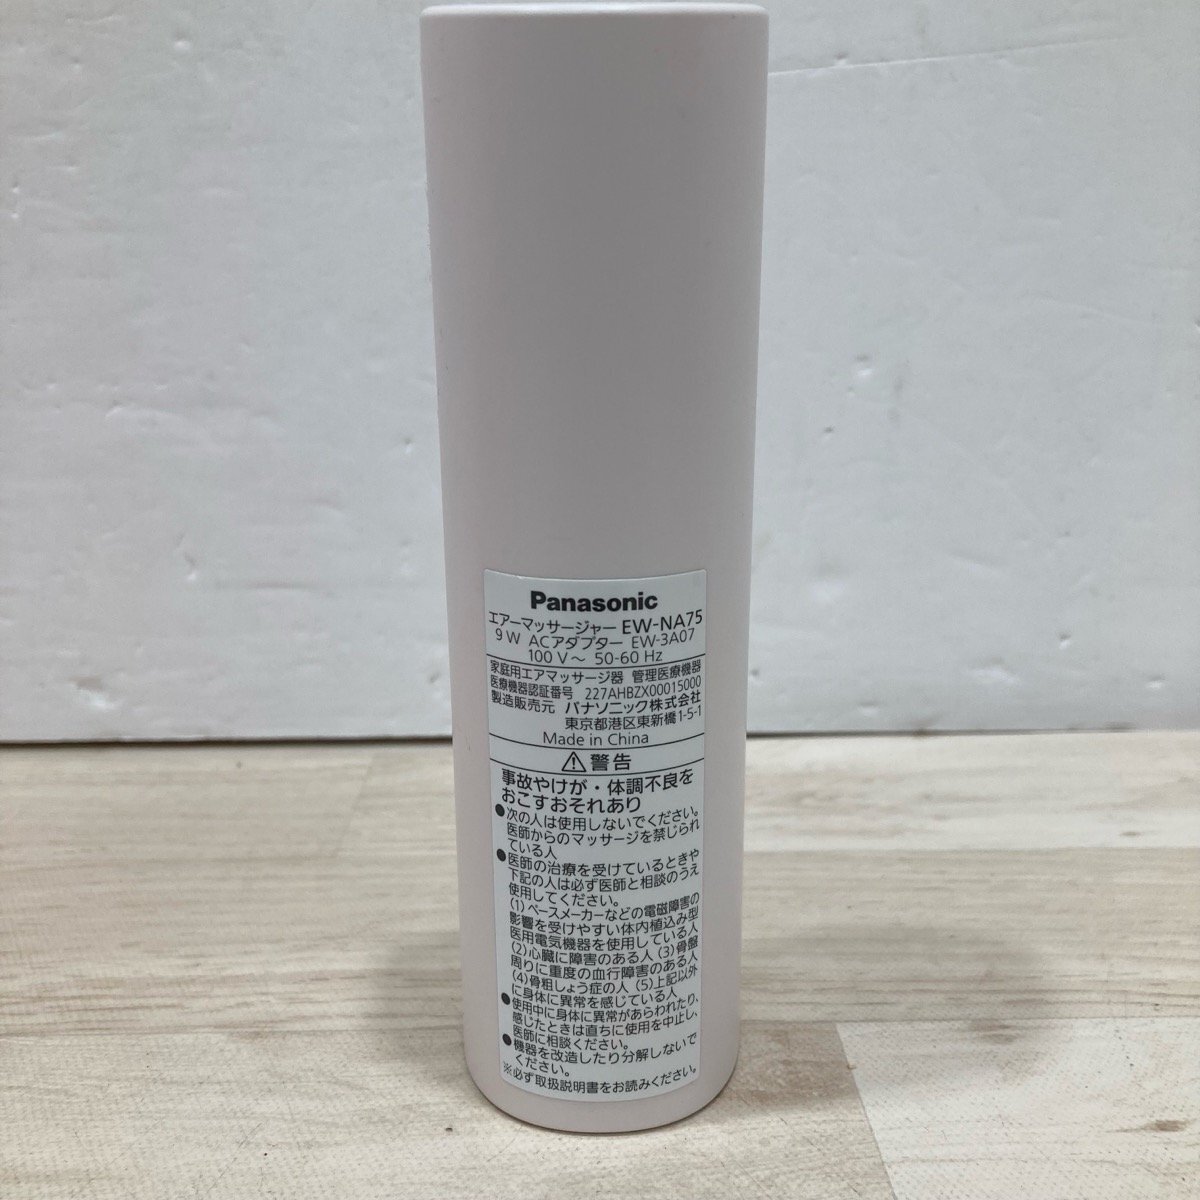 Panasonic
エアーマッサージャー EW-NA75
9 W ACアダプター EW-3A07
100 V～ 50-60 Hz
家庭用エアマッサージ器 管理医療機器
医療機器認証番号 227AHBZX00015000
製造販売元 パナソニック株式会社
東京都港区東新橋1-5-1
Made in China
⚠警告
事故やけが・体調不良を
おこすおそれあり
●次の人は使用しないでください。
医師からのマッサージを禁じられ
ている人
●医師の治療を受けているときや
下記の人は必ず医師と相談のうえ
使用してください。
(1)ペースメーカーなどの電磁障害の
影響を受けやすい体内植込み型
医用電気機器を使用している人
(2)心臓に障害のある人(3)骨盤
周りに重度の血行障害のある人
(4)骨粗しょう症の人(5)上記以外
に身体に異常を感じている人
●使用中に身体に異常があらわれたり、
感じたときは直ちに使用を中止し、
医師に相談ください。
●機器を改造したり分解しないで
ください。
※必ず取扱説明書をお読みください。